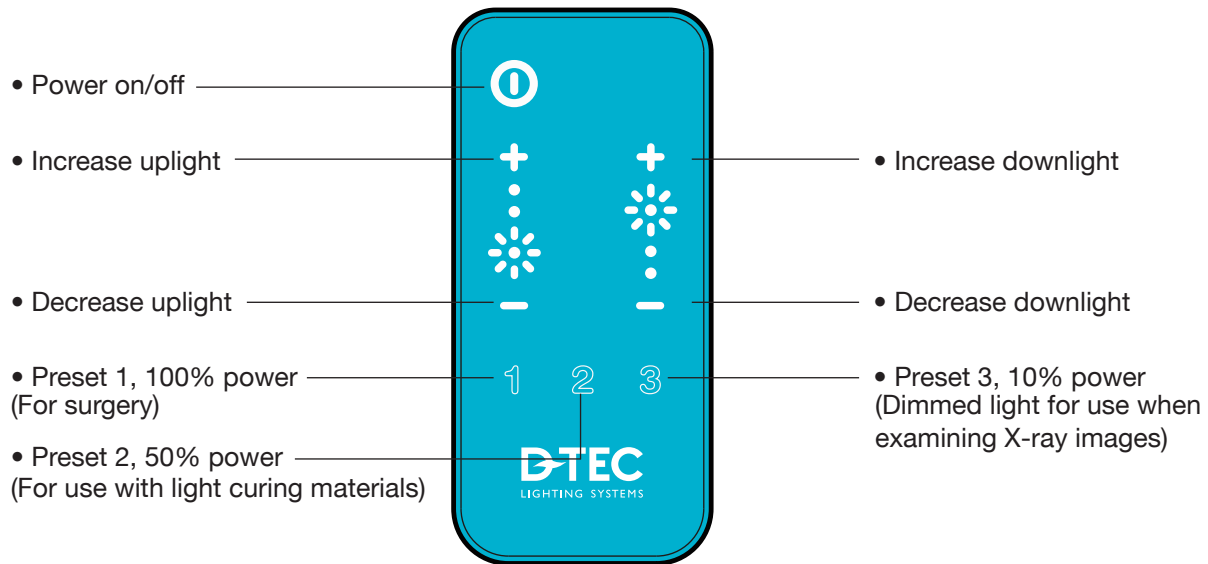 • Power on/off
• Increase uplight
• Increase downlight
• Decrease uplight
• Decrease downlight
• Preset 1, 100% power
(For surgery)
1 2 3
• Preset 3, 10% power
(Dimmed light for use when
examining X-ray images)
• Preset 2, 50% power
(For use with light curing materials)
D-TEC
LIGHTING SYSTEMS